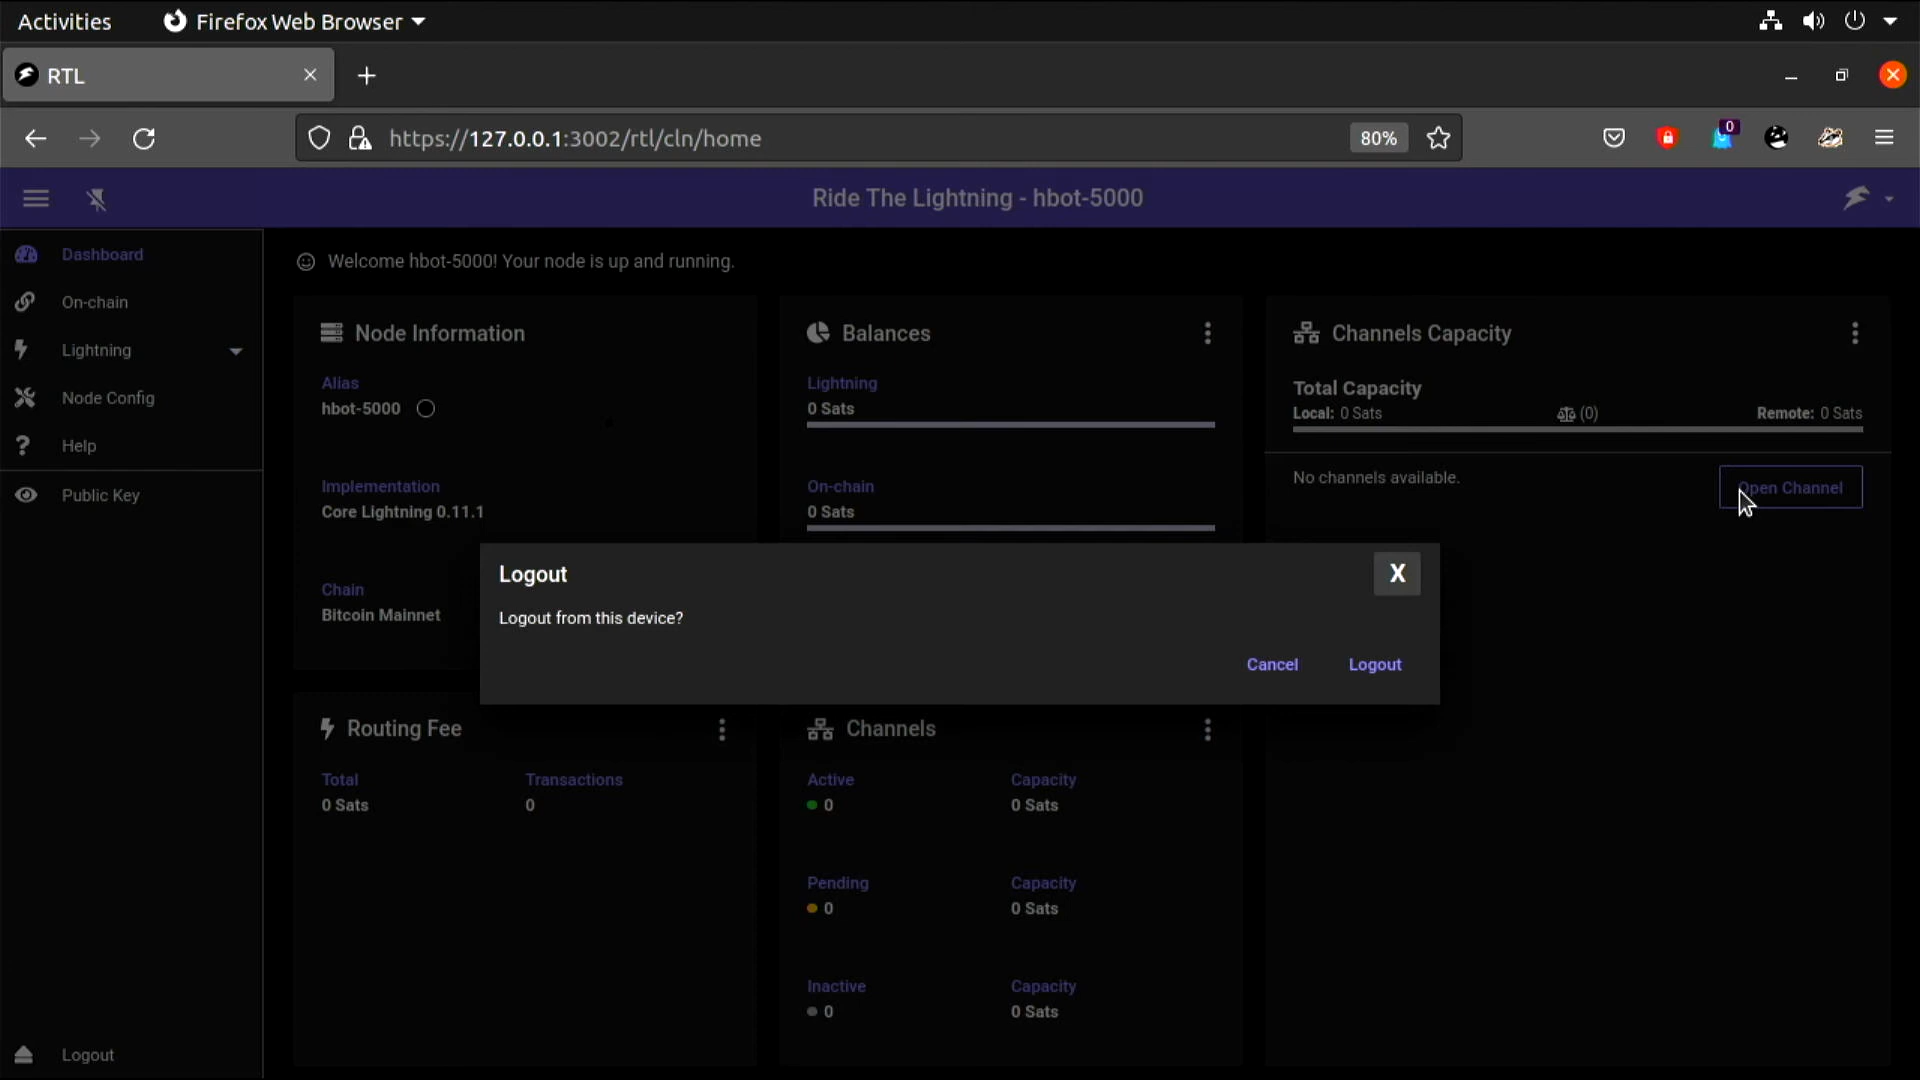 Activities
Firefox Web Browser
RTL
https://127.0.0.1:3002/rtl/cln/home
80%
0
Ride The Lightning - hbot-5000
Dashboard
On-chain
Lightning
Node Config
Help
Public Key
Logout
Welcome hbot-5000! Your node is up and running.
Node Information
Alias
hbot-5000
Implementation
Core Lightning 0.11.1
Chain
Bitcoin Mainnet
Balances
Lightning
0 Sats
On-chain
0 Sats
Channels Capacity
Total Capacity
Local: 0 Sats
(0)
Remote: 0 Sats
No channels available.
Open Channel
Logout
X
Logout from this device?
Cancel
Logout
Routing Fee
Total
Transactions
0 Sats
0
Channels
Active
Capacity
0
0 Sats
Pending
Capacity
0
0 Sats
Inactive
Capacity
0
0 Sats